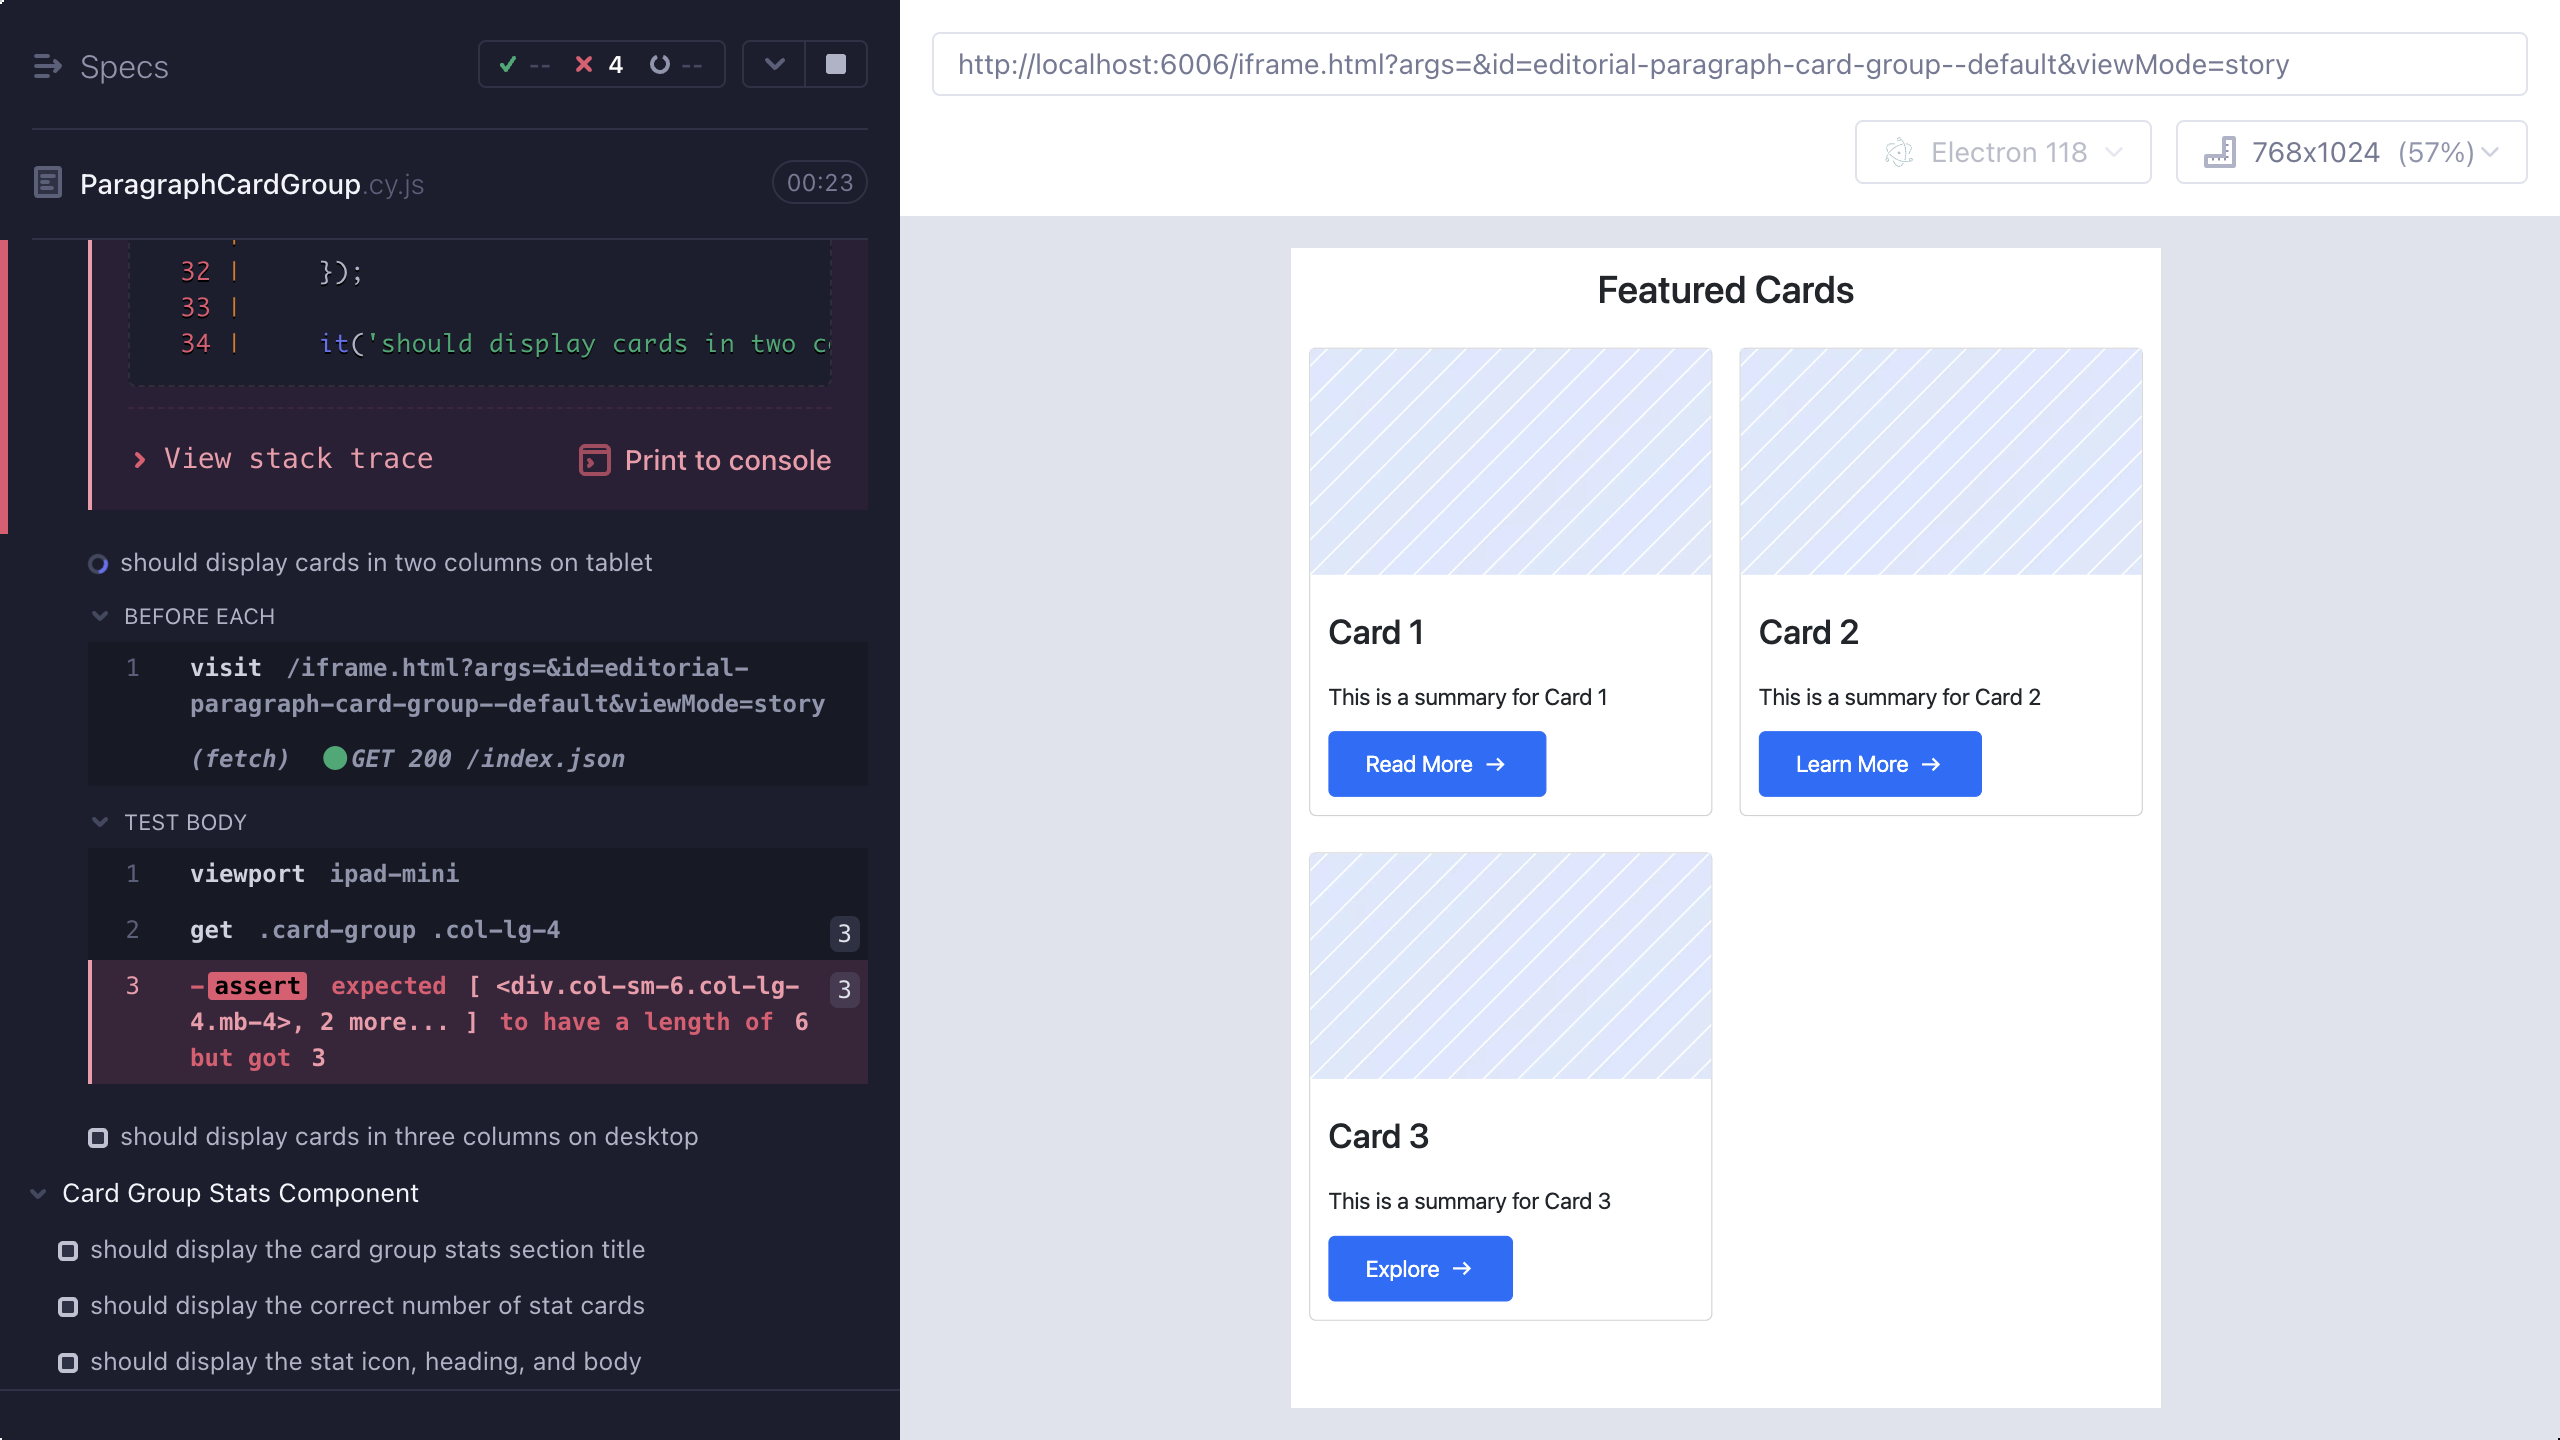 Specs
-- 4 --
ParagraphCardGroup.cy.js
00:23
32 | });
33 |
34 | it('should display cards in two c
View stack trace
Print to console
should display cards in two columns on tablet
BEFORE EACH
1 visit /iframe.html?args=&id=editorial-
paragraph-card-group--default&viewMode=story
(fetch) GET 200 /index.json
TEST BODY
1 viewport ipad-mini
2 get .card-group .col-lg-4 3
3 -assert expected [ <div.col-sm-6.col-lg- 3
4.mb-4>, 2 more... ] to have a length of 6
but got 3
should display cards in three columns on desktop
Card Group Stats Component
should display the card group stats section title
should display the correct number of stat cards
should display the stat icon, heading, and body
http://localhost:6006/iframe.html?args=&id=editorial-paragraph-card-group--default&viewMode=story
Electron 118
768x1024 (57%)
Featured Cards
Card 1
This is a summary for Card 1
Read More →
Card 2
This is a summary for Card 2
Learn More →
Card 3
This is a summary for Card 3
Explore →